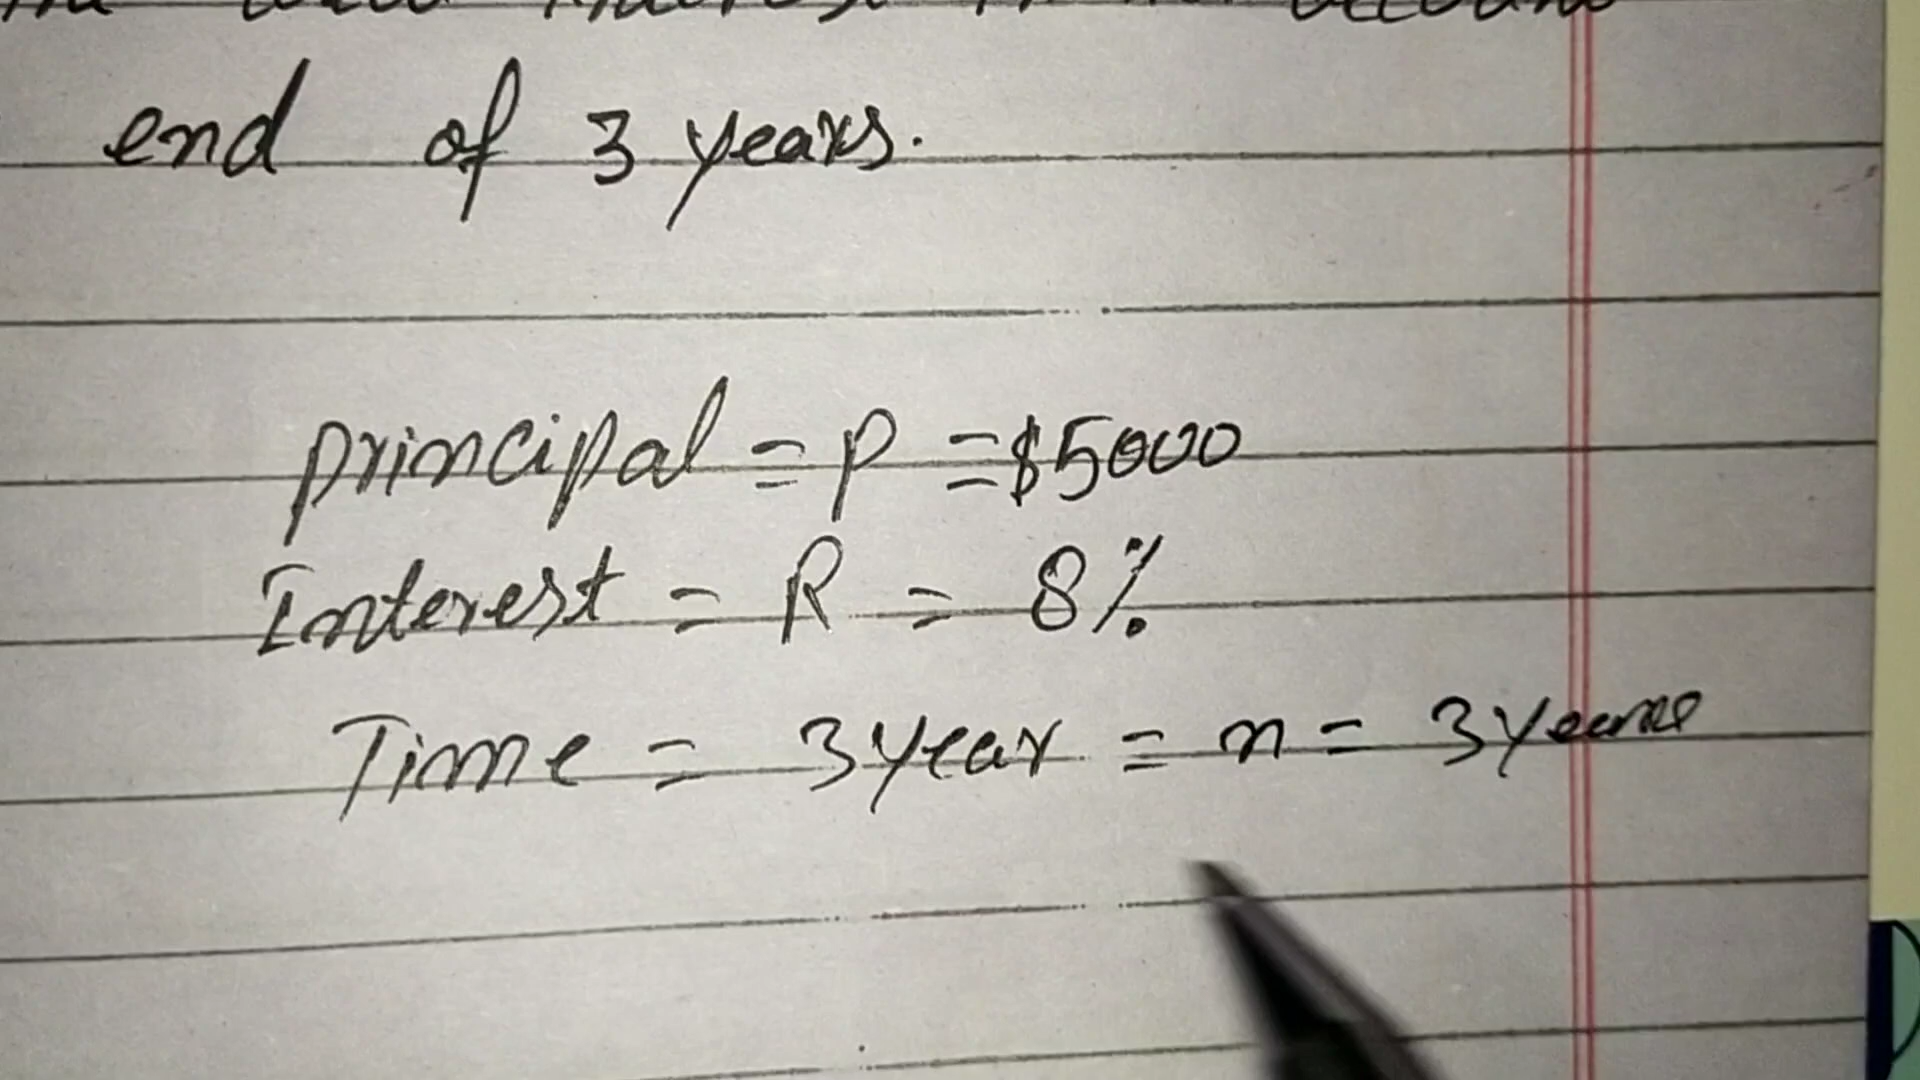 end of 3 years.
principal = P = $5000
Interest = R = 8%
Time = 3 year = n = 3 years